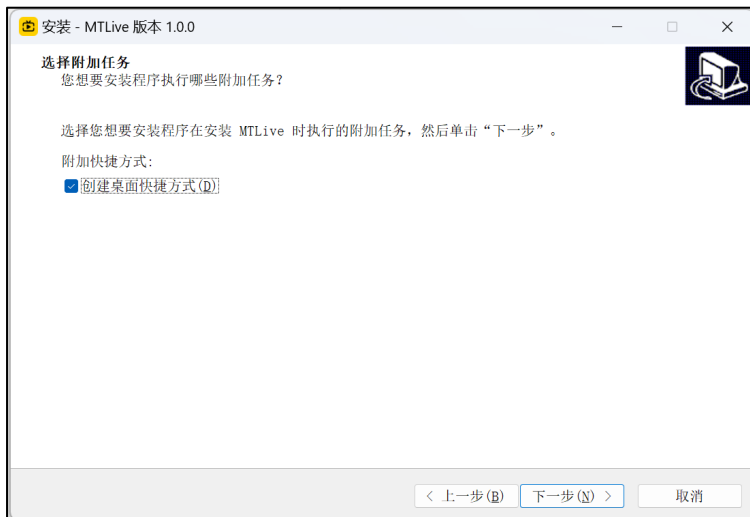 安装 - MTLive 版本 1.0.0
选择附加任务
您想要安装程序执行哪些附加任务？
选择您想要安装程序在安装 MTLive 时执行的附加任务，然后单击“下一步”。
附加快捷方式:
创建桌面快捷方式(D)
< 上一步(B) 下一步(N) > 取消